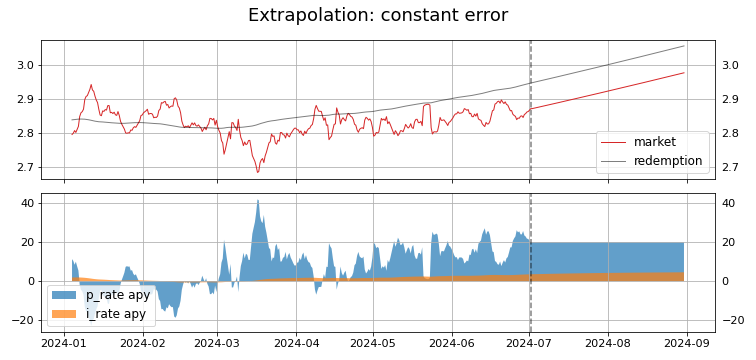 Extrapolation: constant error
3.0 3.0
2.9 2.9
2.8 2.8
2.7 2.7
market
redemption
40 40
20 20
0 0
−20 −20
p_rate apy
i_rate apy
2024-01 2024-02 2024-03 2024-04 2024-05 2024-06 2024-07 2024-08 2024-09